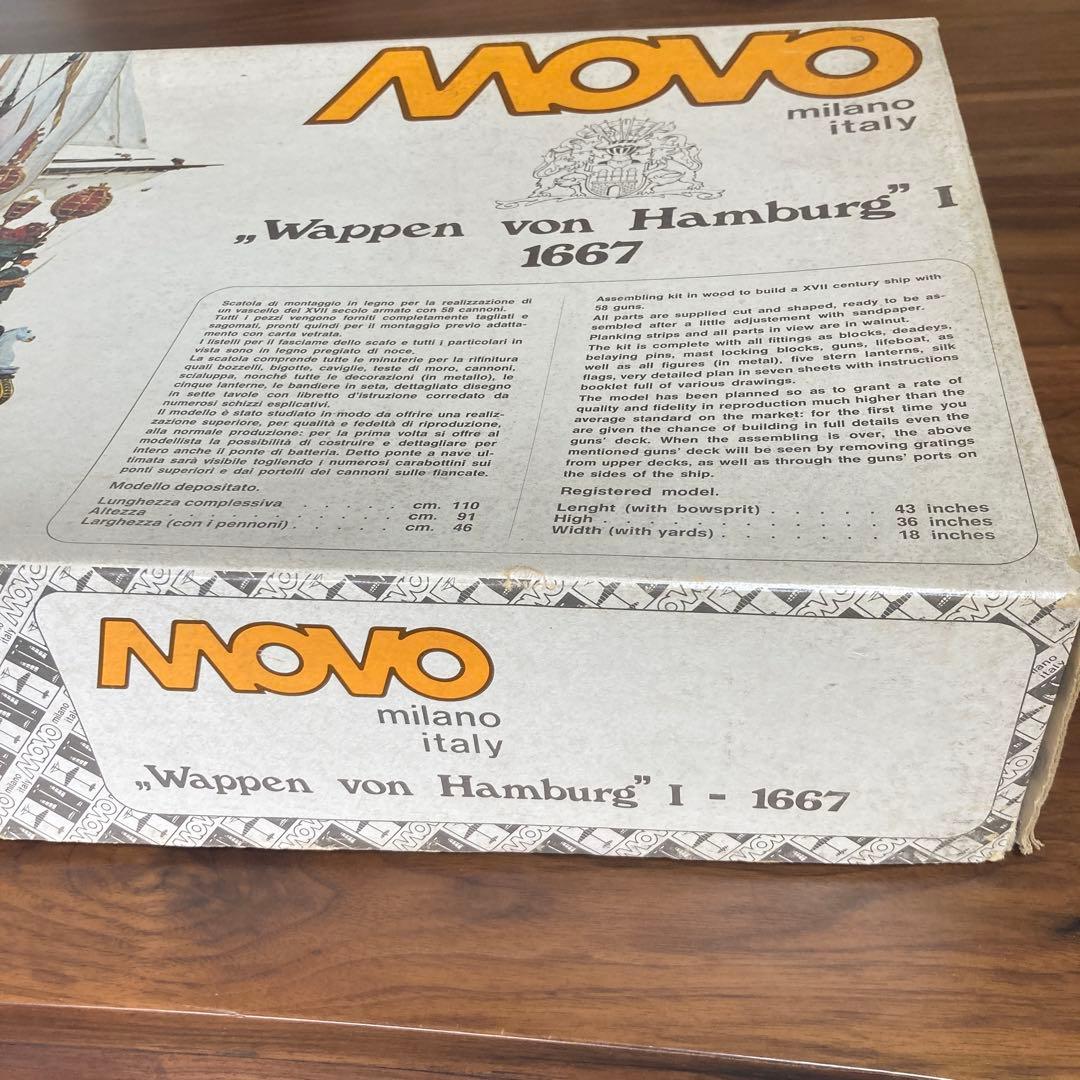 MOVO
milano
italy
„Wappen von Hamburg” I
1667
Scatola di montaggio in legno per la realizzazione di
un vascello del XVII secolo armato con 58 cannoni.
Tutti i pezzi vengono forniti completamente tagliati e
sagomati, pronti quindi per il montaggio previo adatta-
mento con carta vetrata.
I listelli per il fasciame dello scafo e tutti i particolari in
vista sono in legno pregiato di noce.
La scatola comprende tutte le minuterie per la rifinitura
quali bozzelli, bigotte, caviglie, teste di moro, cannoni,
scialuppa, nonché tutte le decorazioni (in metallo), le
cinque lanterne, le bandiere in seta, dettagliato disegno
in sette tavole con libretto d'istruzione corredato da
numerosi schizzi esplicativi.
Il modello è stato studiato in modo da offrire una realiz-
zazione superiore, per qualità e fedeltà di riproduzione,
alla normale produzione: per la prima volta si offre al
modellista la possibilità di costruire e dettagliare per
intero anche il ponte di batteria. Detto ponte a nave ul-
timata sarà visibile togliendo i numerosi carabottini sui
ponti superiori e dai portelli dei cannoni sulle fiancate.
Modello depositato.
Lunghezza complessiva . . . . . . . cm. 110
Altezza . . . . . . . . . . . cm. 91
Larghezza (con i pennoni) . . . . . . . cm. 46
Assembling kit in wood to build a XVII century ship with
58 guns.
All parts are supplied cut and shaped, ready to be as-
sembled after a little adjustement with sandpaper.
Planking strips and all parts in view are in walnut.
The kit is complete with all fittings as blocks, deadeys,
belaying pins, mast locking blocks, guns, lifeboat, as
well as all figures (in metal), five stern lanterns, silk
flags, very detailed plan in seven sheets with instructions
booklet full of various drawings.
The model has been planned so as to grant a rate of
quality and fidelity in reproduction much higher than the
average standard on the market: for the first time you
are given the chance of building in full details even the
guns' deck. When the assembling is over, the above
mentioned guns' deck will be seen by removing gratings
from upper decks, as well as through the guns' ports on
the sides of the ship.
Registered model.
Lenght (with bowsprit) . . . . . . . 43 inches
High . . . . . . . . . . . . 36 inches
Width (with yards) . . . . . . . . 18 inches
MOVO
milano
italy
„Wappen von Hamburg” I - 1667